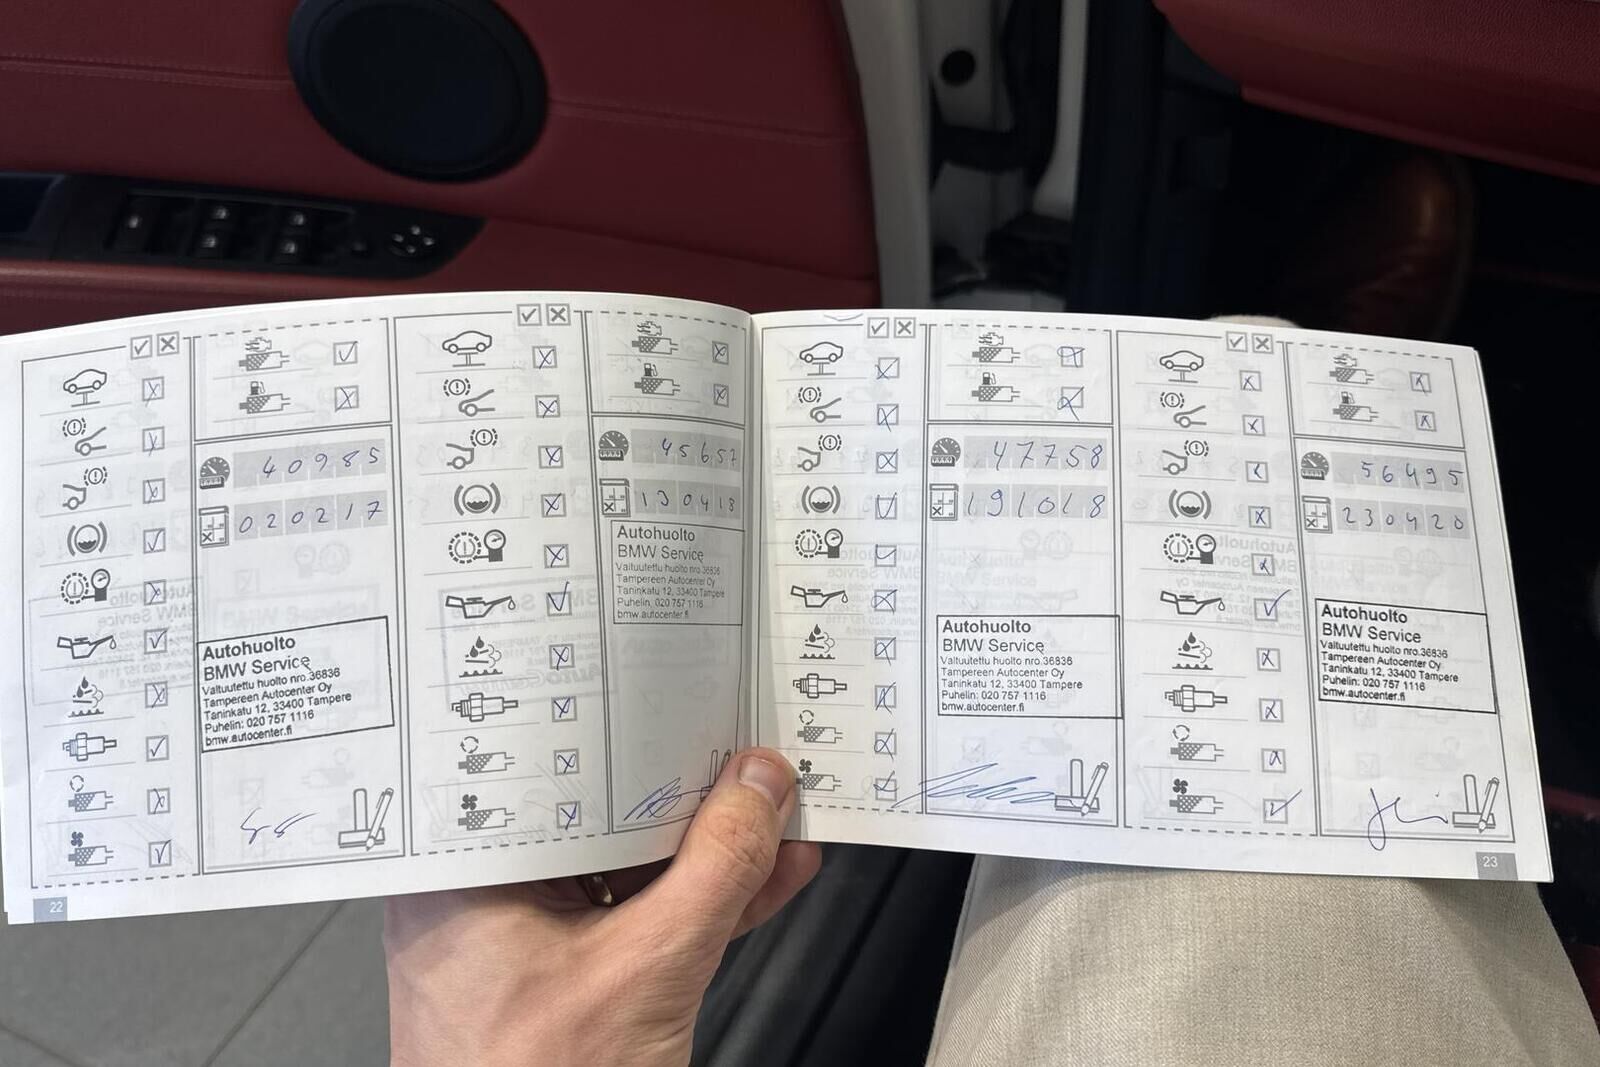 40985
020217
Autohuolto
BMW Service
Valtuutettu huolto nro.36836
Tampereen Autocenter Oy
Taninkatu 12, 33400 Tampere
Puhelin: 020 757 1116
bmw.autocenter.fi
22
45657
130418
Autohuolto
BMW Service
Valtuutettu huolto nro.36836
Tampereen Autocenter Oy
Taninkatu 12, 33400 Tampere
Puhelin, 020 757 1116
bmw.autocenter.fi
47758
191018
Autohuolto
BMW Service
Valtuutettu huolto nro.36836
Tampereen Autocenter Oy
Taninkatu 12, 33400 Tampere
Puhelin: 020 757 1116
bmw.autocenter.fi
56495
230420
Autohuolto
BMW Service
Valtuutettu huolto nro.36836
Tampereen Autocenter Oy
Taninkatu 12, 33400 Tampere
Puhelin: 020 757 1116
bmw.autocenter.fi
23